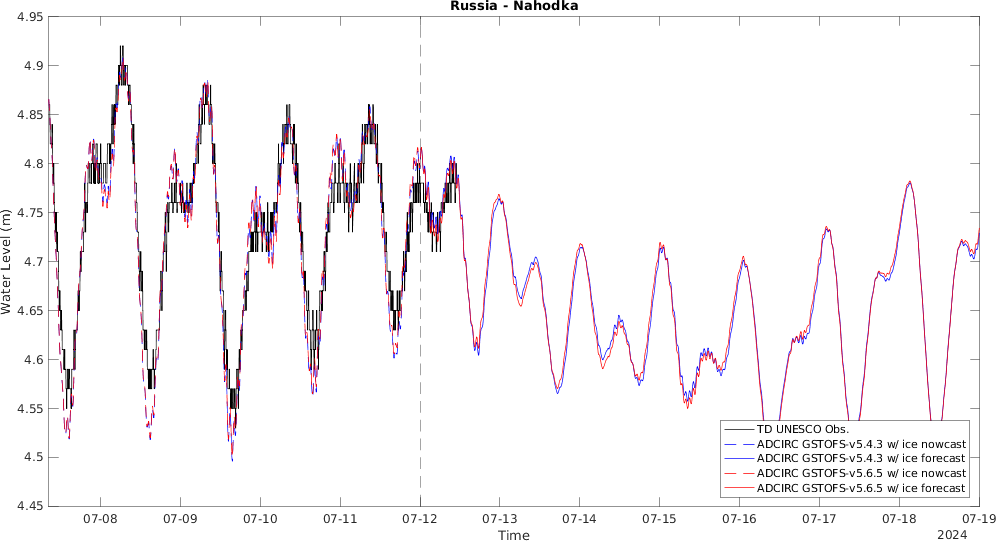 Russia - Nahodka
4.95
4.9
4.85
4.8
4.75
4.7
4.65
4.6
4.55
4.5
4.45
Water Level (m)
TD UNESCO Obs.
ADCIRC GSTOFS-v5.4.3 w/ ice nowcast
ADCIRC GSTOFS-v5.4.3 w/ ice forecast
ADCIRC GSTOFS-v5.6.5 w/ ice nowcast
ADCIRC GSTOFS-v5.6.5 w/ ice forecast
07-08 07-09 07-10 07-11 07-12 07-13 07-14 07-15 07-16 07-17 07-18 07-19
Time
2024